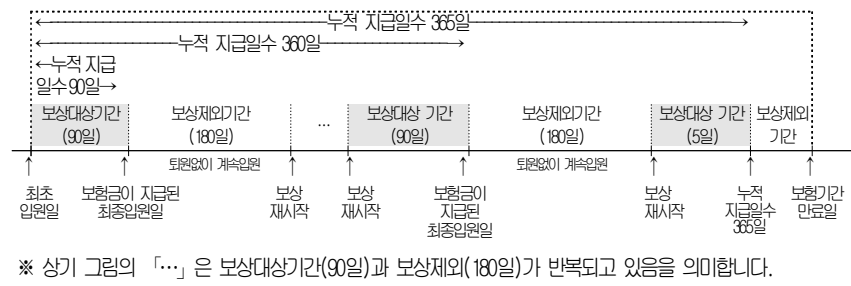 누적 지급일수 365일
누적 지급일수 360일
누적 지급
일수90일
보상대상기간 보상제외기간 보상대상 기간 보상제외기간 보상대상 기간 보상제외
(90일) (180일) … (90일) (180일) (5일) 기간
퇴원없이 계속입원 퇴원없이 계속입원
최초 보험금이 지급된 보상 보상 보험금이 보상 누적 보험기간
입원일 최종입원일 재시작 재시작 지급된 재시작 지급일수 만료일
최종입원일 365일
※ 상기 그림의 「…」은 보상대상기간(90일)과 보상제외(180일)가 반복되고 있음을 의미합니다.